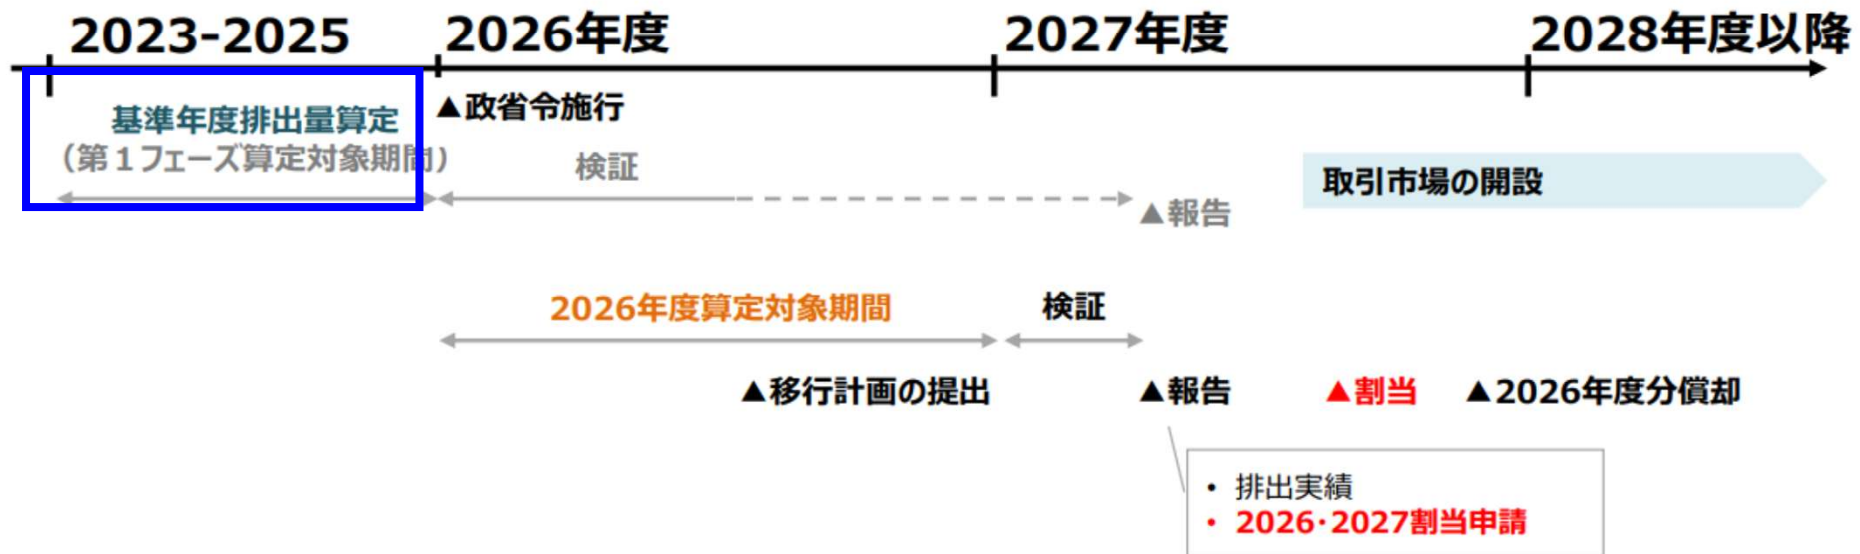 2023-2025
2026年度
2027年度
2028年度以降
基準年度排出量算定
（第１フェーズ算定対象期間）
▲政省令施行
検証
▲報告
取引市場の開設
2026年度算定対象期間
検証
▲移行計画の提出
▲報告
▲割当
▲2026年度分償却
• 排出実績
• 2026･2027割当申請